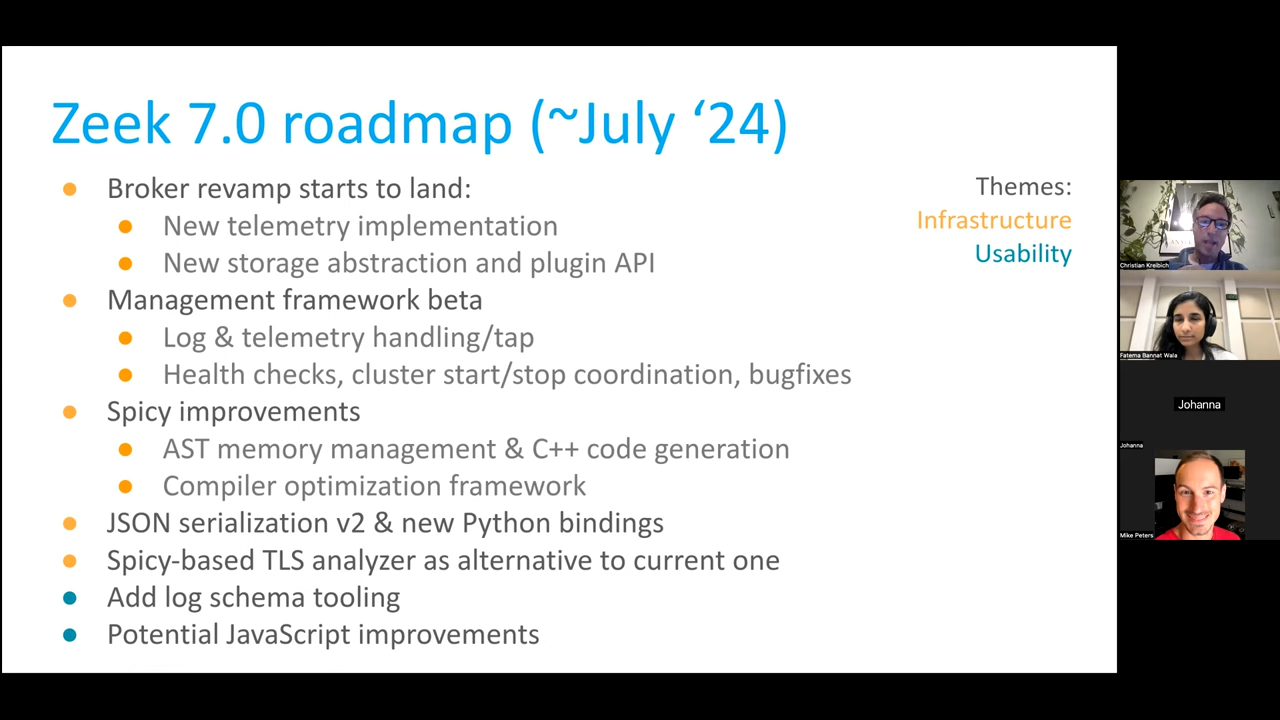 Zeek 7.0 roadmap (~July ‘24)
Broker revamp starts to land:
New telemetry implementation
New storage abstraction and plugin API
Management framework beta
Log & telemetry handling/tap
Health checks, cluster start/stop coordination, bugfixes
Spicy improvements
AST memory management & C++ code generation
Compiler optimization framework
JSON serialization v2 & new Python bindings
Spicy-based TLS analyzer as alternative to current one
Add log schema tooling
Potential JavaScript improvements
Themes:
Infrastructure
Usability
Christian Kreibich
Fatema Bannat Wala
Johanna
Johanna
Mike Peters